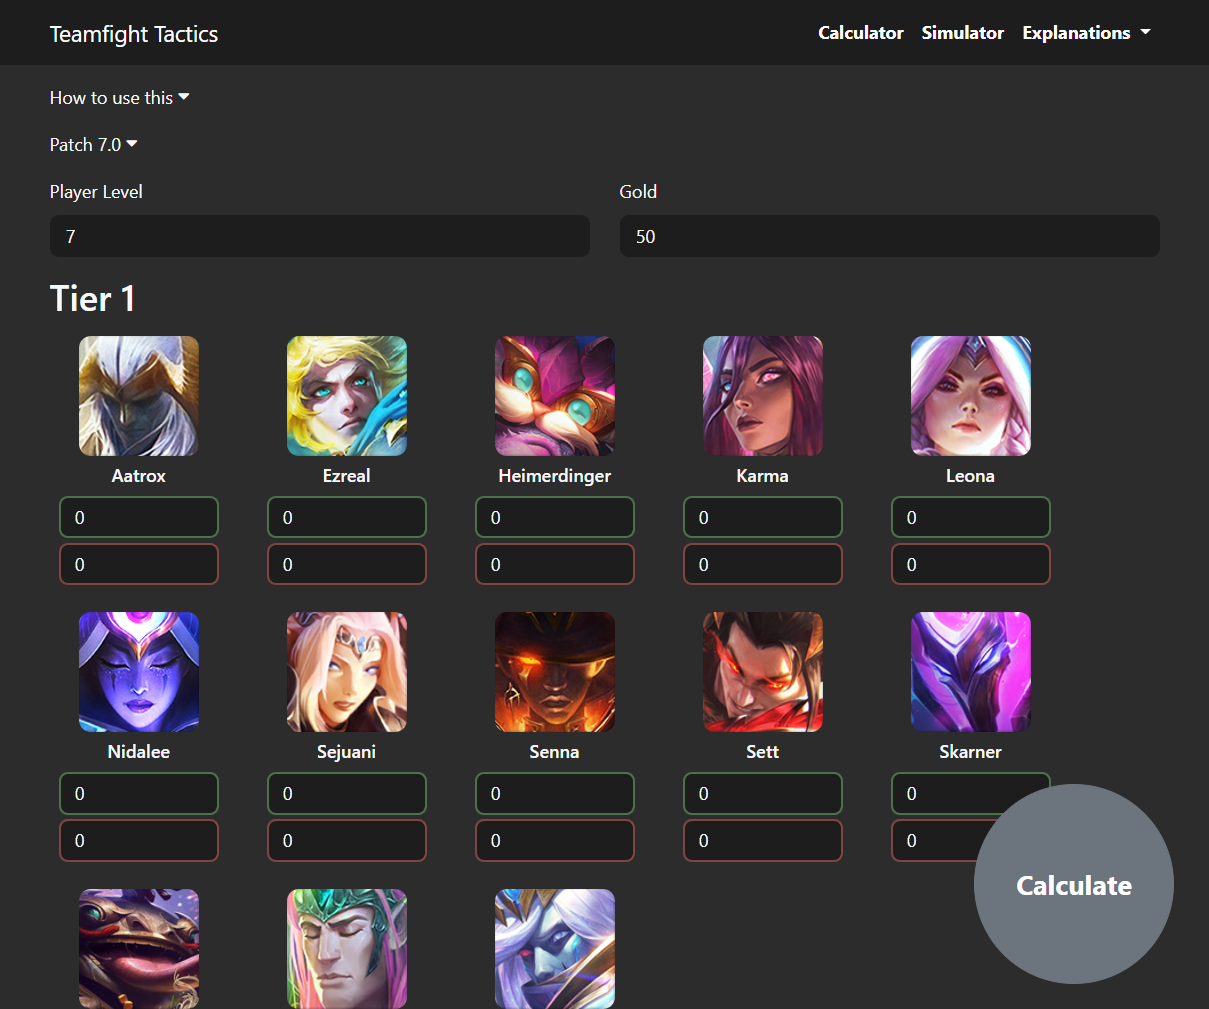 Teamfight Tactics Calculator Simulator Explanations
How to use this
Patch 7.0
Player Level Gold
7 50
Tier 1
Aatrox Ezreal Heimerdinger Karma Leona
0 0 0 0 0
0 0 0 0 0
Nidalee Sejuani Senna Sett Skarner
0 0 0 0 0
0 0 0 0 0
Calculate